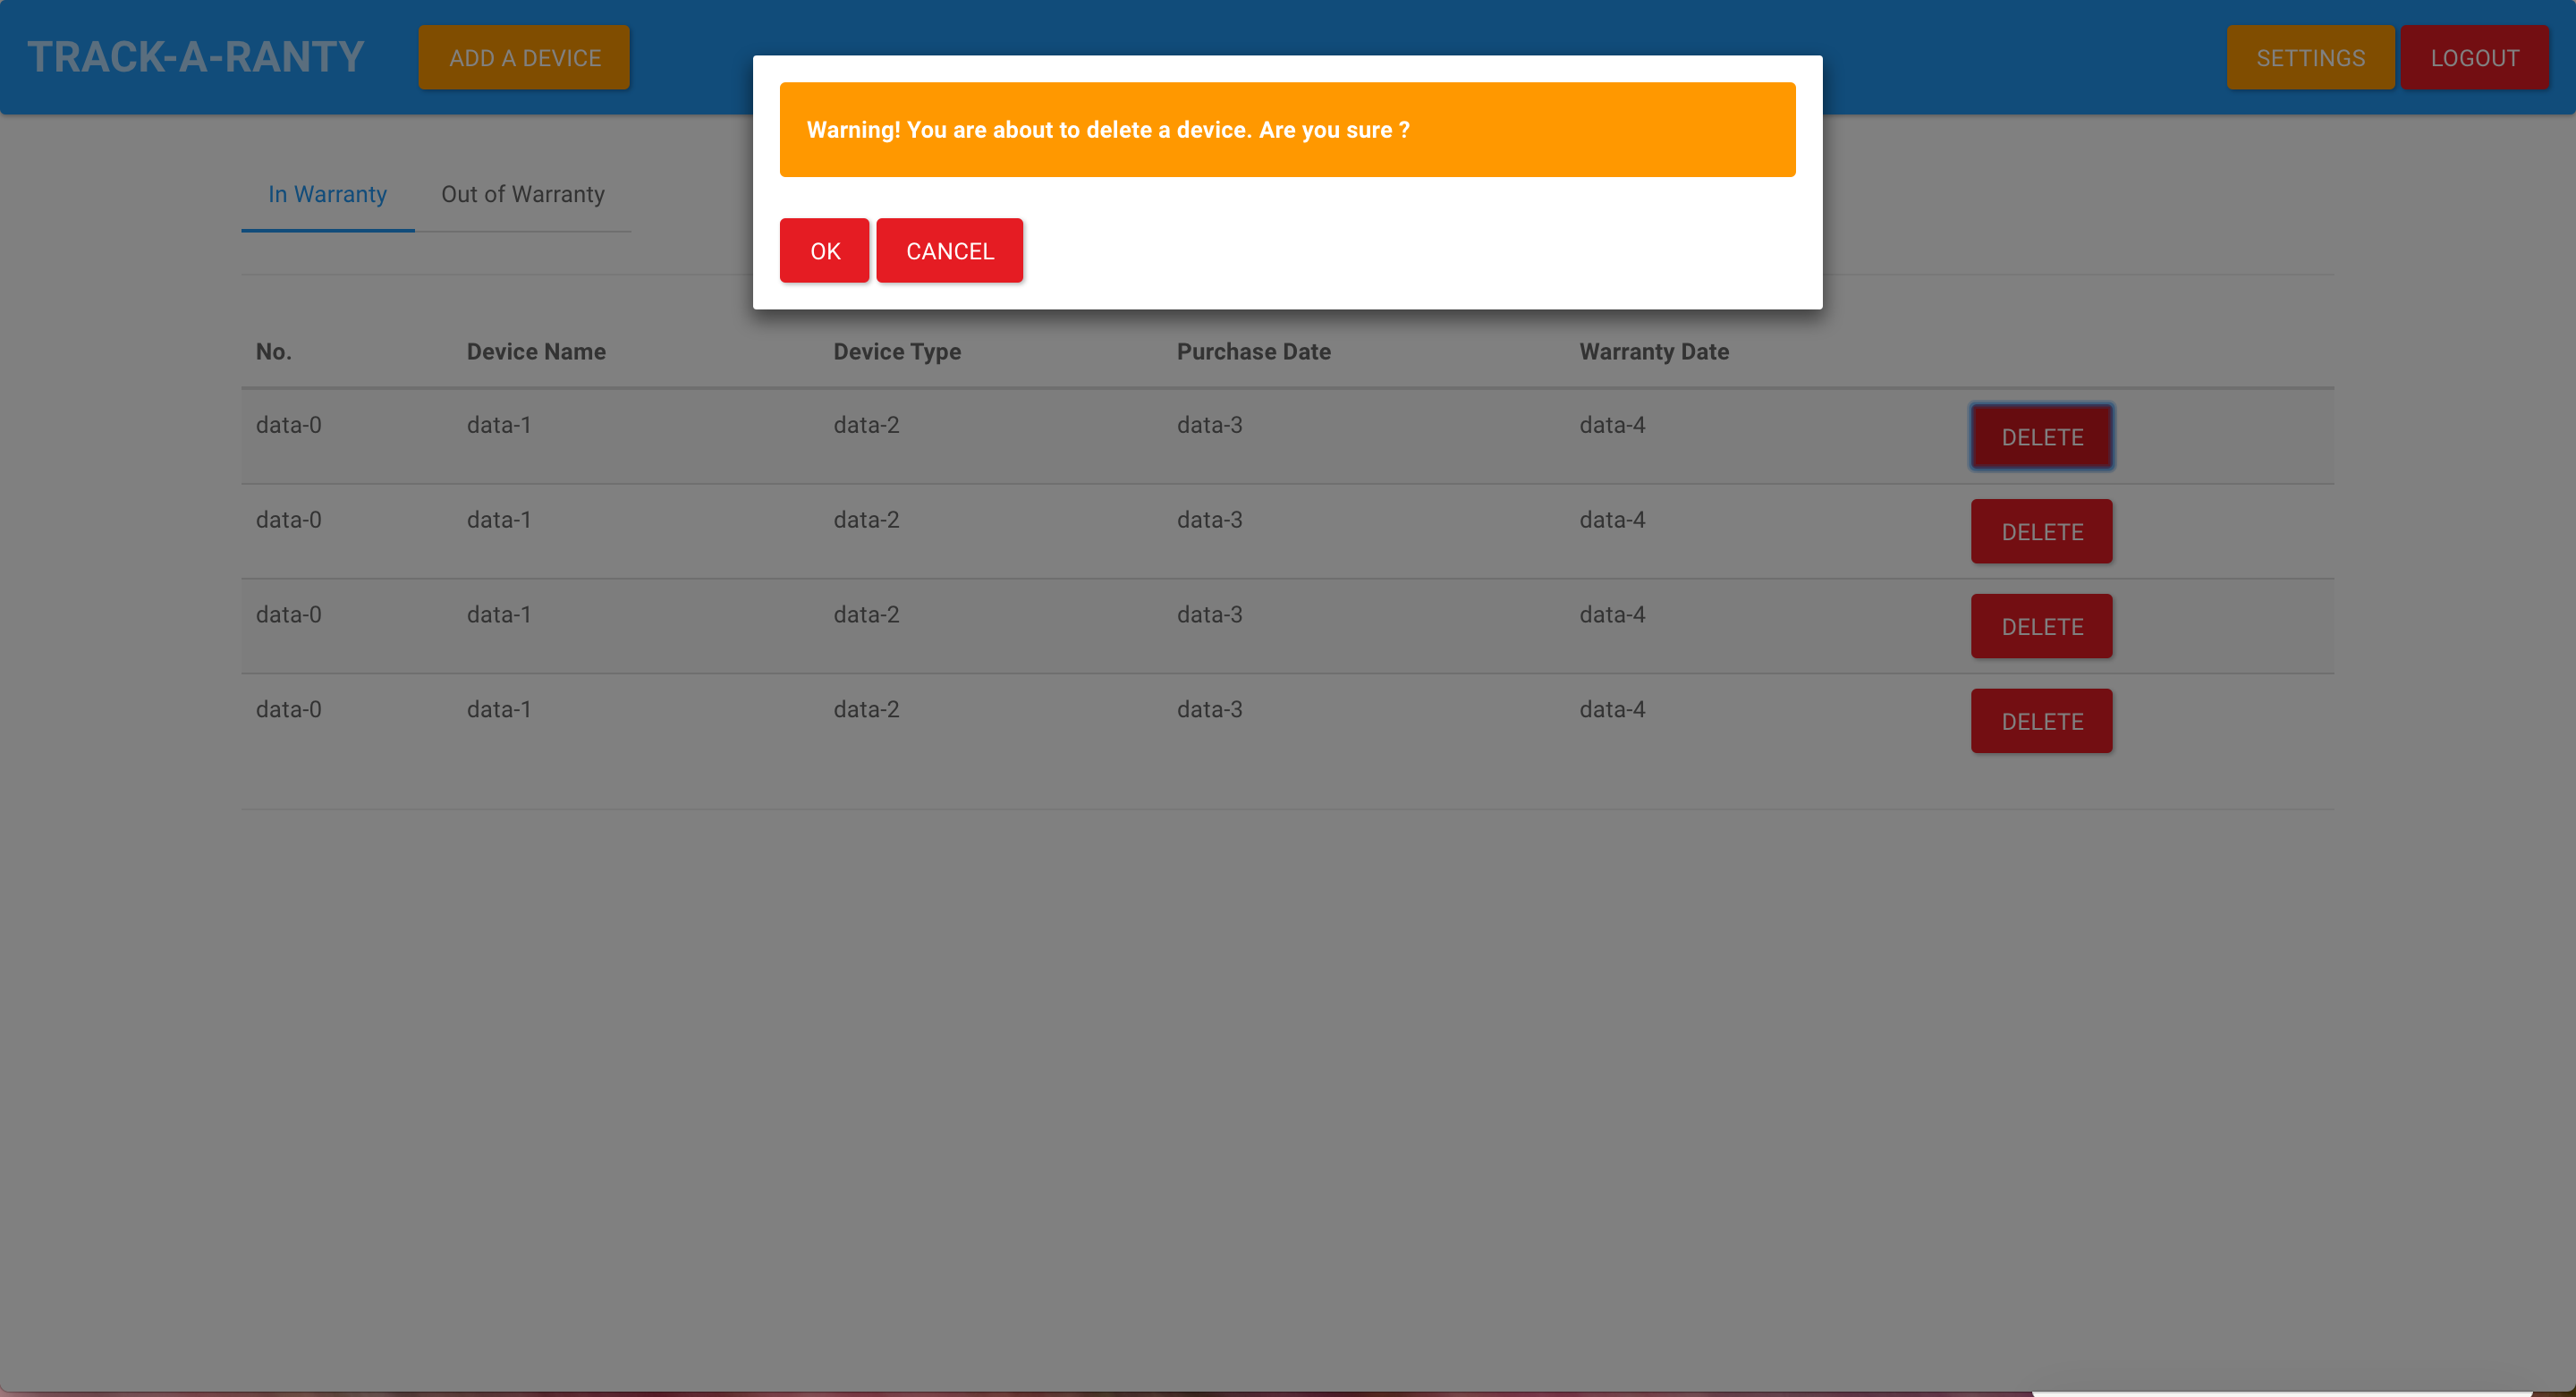 TRACK-A-RANTY ADD A DEVICE SETTINGS LOGOUT
Warning! You are about to delete a device. Are you sure ?
OK CANCEL
In Warranty Out of Warranty
No. Device Name Device Type Purchase Date Warranty Date
data-0 data-1 data-2 data-3 data-4 DELETE
data-0 data-1 data-2 data-3 data-4 DELETE
data-0 data-1 data-2 data-3 data-4 DELETE
data-0 data-1 data-2 data-3 data-4 DELETE